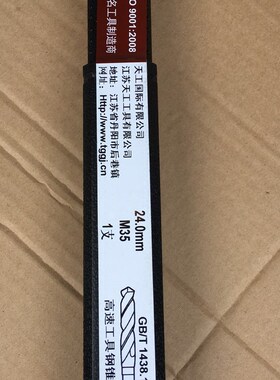 O 9001:2008
名工具制造商
天工国际有限公司
江苏天工工具有限公司
地址：江苏省丹阳市后巷镇
网址：Http://www.tggj.cn
24.0mm
M35
1支
GB/T 1438.
高速工具钢锥